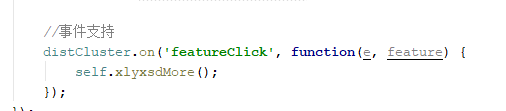 //事件支持
distCluster.on('featureClick', function(e, feature) {
self.xlyxsdMore();
});
});